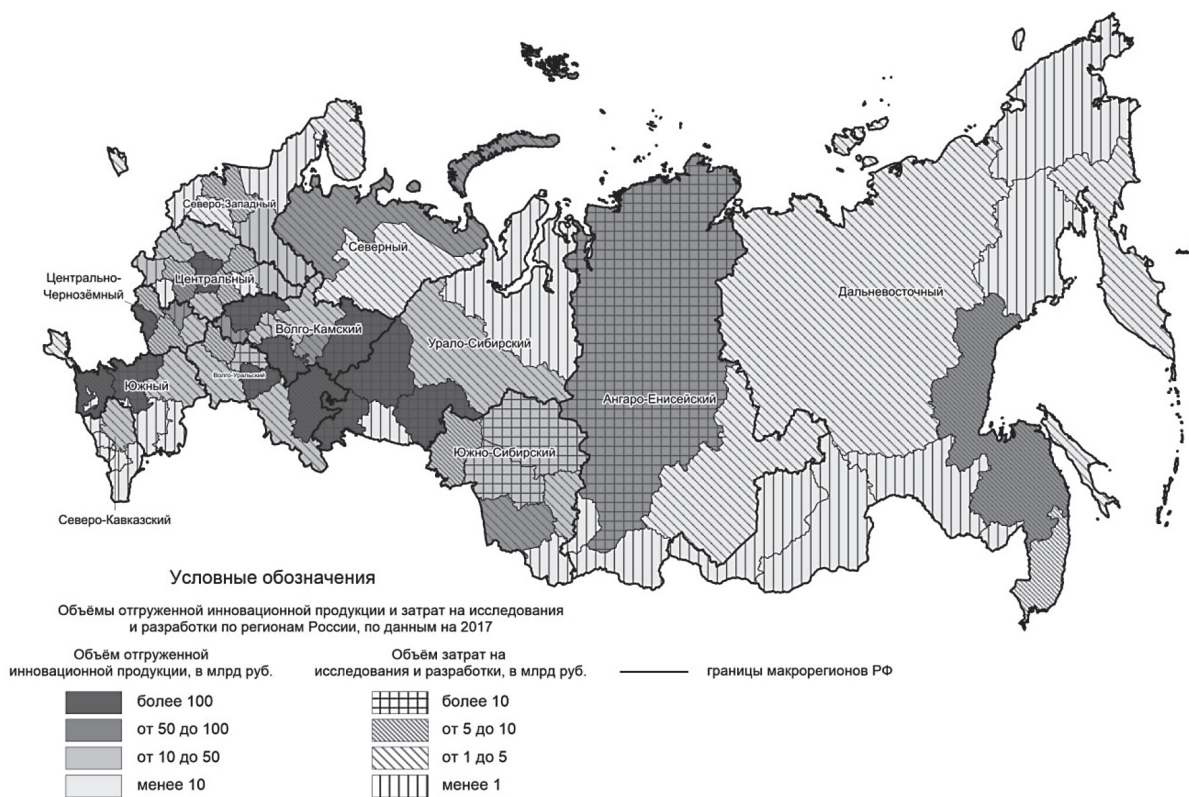 Северо-Западный
Северный
Центрально-
Чернозёмный
Центральный
Дальневосточный
Волго-Камский
Урало-Сибирский
Волго-Уральский
Южный
Ангаро-Енисейский
Южно-Сибирский
Северо-Кавказский
Условные обозначения
Объёмы отгруженной инновационной продукции и затрат на исследования
и разработки по регионам России, по данным на 2017
Объём отгруженной
инновационной продукции, в млрд руб.
более 100
от 50 до 100
от 10 до 50
менее 10
Объём затрат на
исследования и разработки, в млрд руб.
более 10
от 5 до 10
от 1 до 5
менее 1
границы макрорегионов РФ